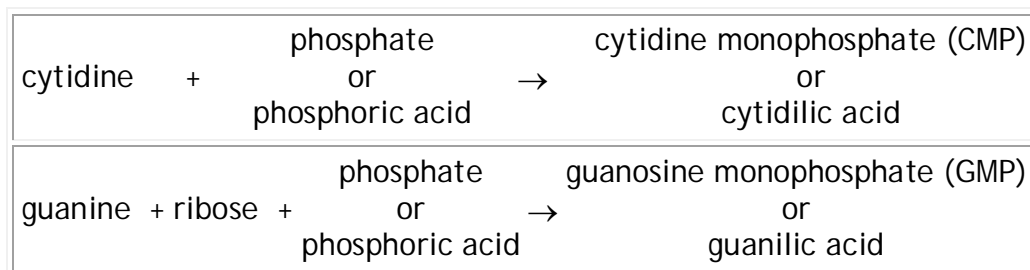 phosphate cytidine monophosphate (CMP)
cytidine + or → or
phosphoric acid cytidilic acid
phosphate guanosine monophosphate (GMP)
guanine + ribose + or → or
phosphoric acid guanilic acid